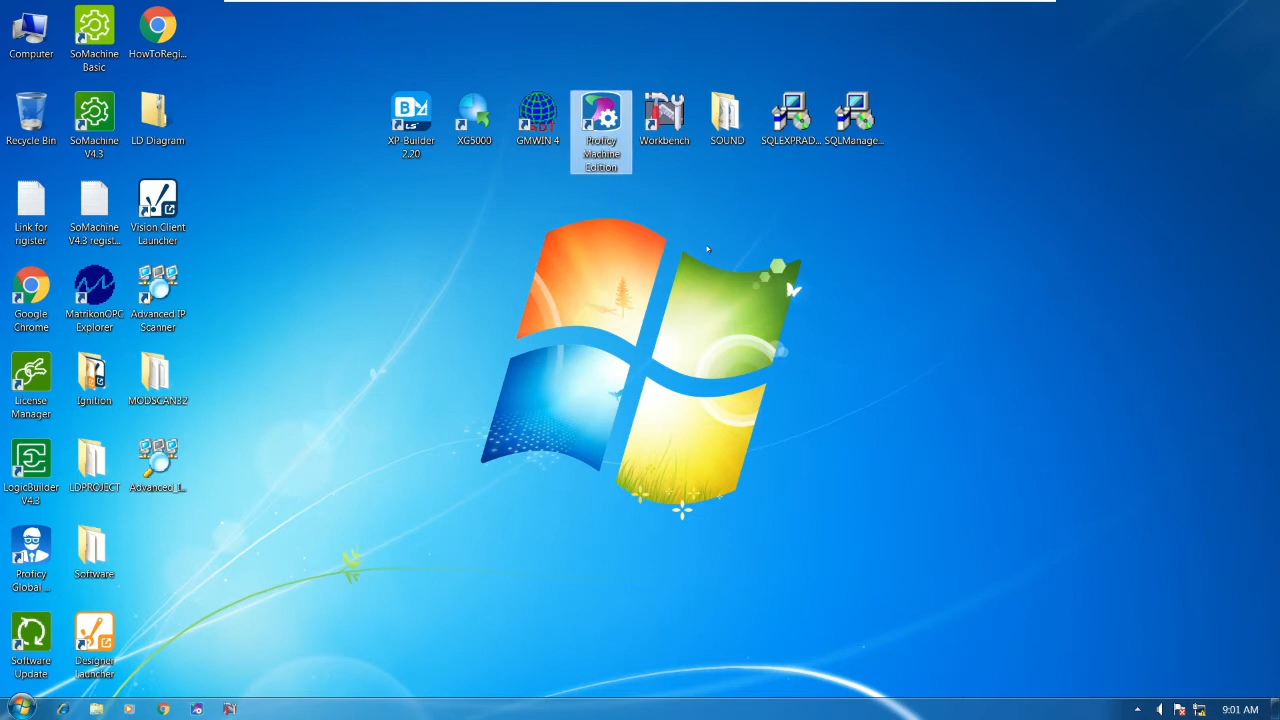 Computer
SoMachine
Basic
HowToRegi...
Recycle Bin
SoMachine
V4.3
LD Diagram
XP-Builder
2.20
XG5000
GMWIN 4
Proficy
Machine
Edition
Workbench
SOUND
SQLEXPRAD...
SQLManage...
Link for
rigister
SoMachine
V4.3 regist...
Vision Client
Launcher
Google
Chrome
MatrikonOPC
Explorer
Advanced IP
Scanner
License
Manager
Ignition
MODSCAN32
LogicBuilder
V4.3
LDPROJECT
Advanced_I...
Proficy
Global ...
Software
Software
Update
Designer
Launcher
9:01 AM